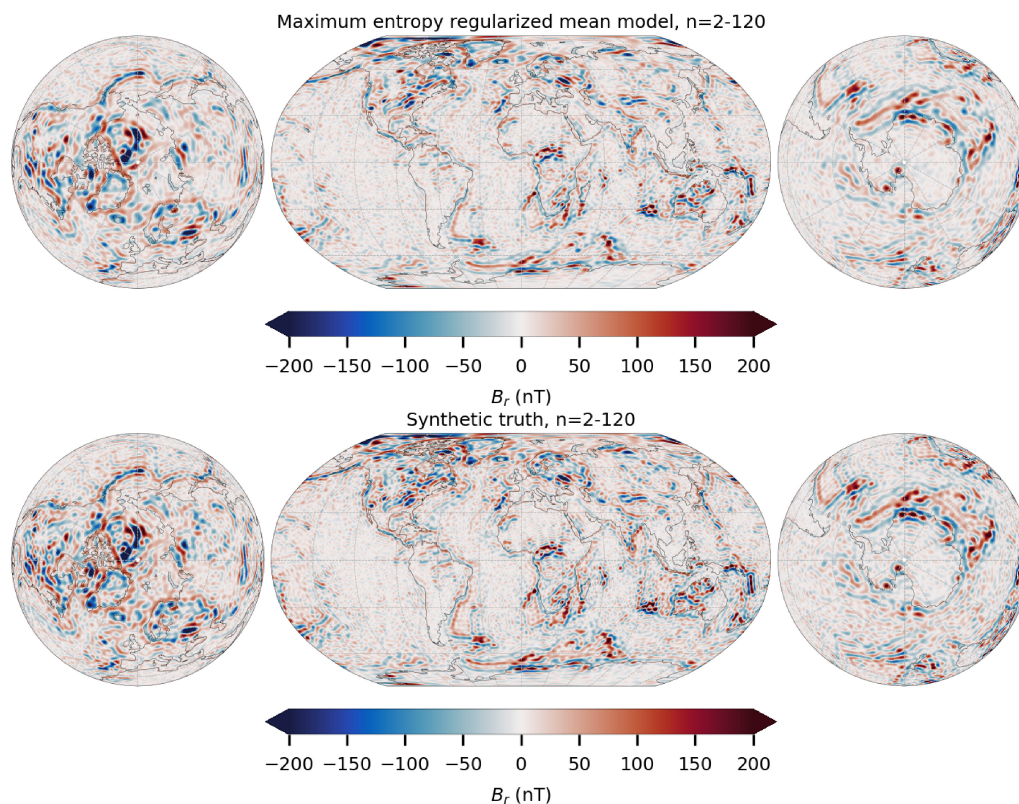 Maximum entropy regularized mean model, n=2-120
−200 −150 −100 −50 0 50 100 150 200
B_r (nT)
Synthetic truth, n=2-120
−200 −150 −100 −50 0 50 100 150 200
B_r (nT)